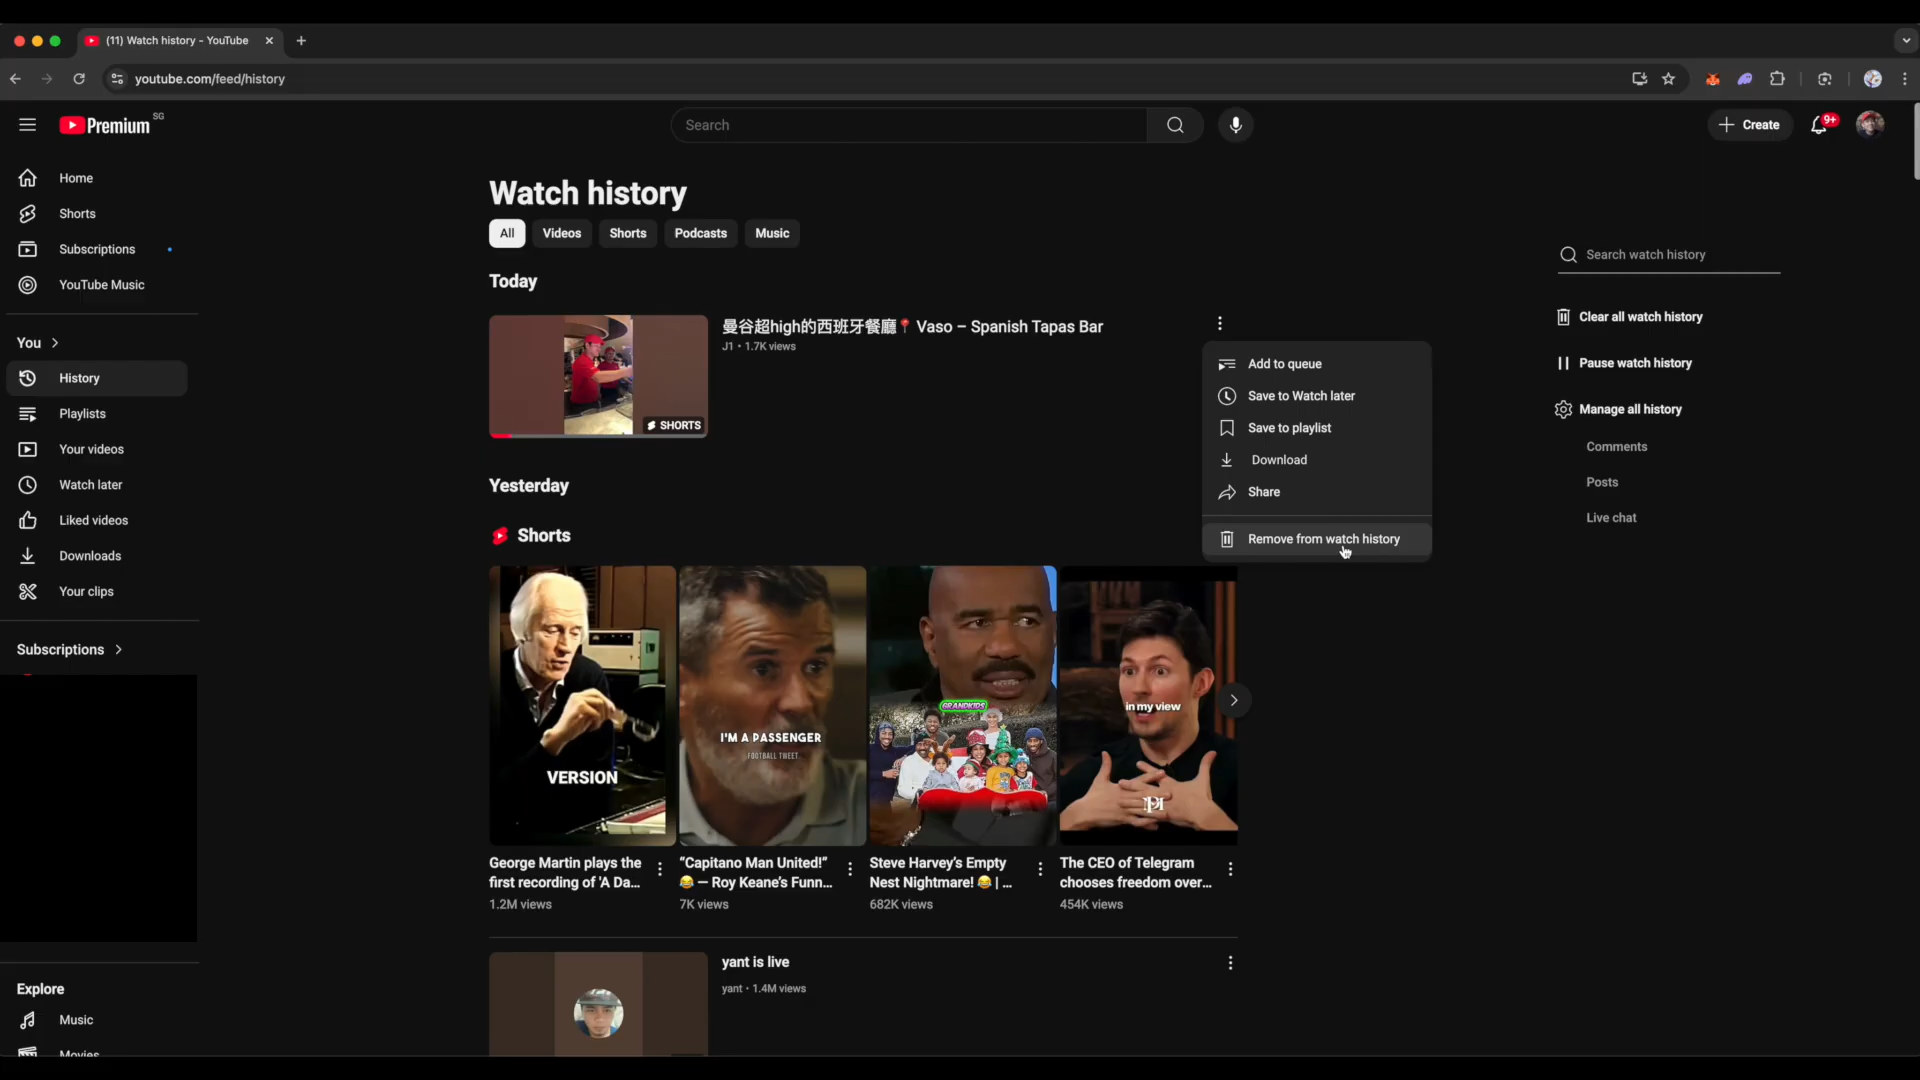 (11) Watch history - YouTube
youtube.com/feed/history
Premium SG
Search
Create
9+
Home
Shorts
Subscriptions
YouTube Music
You
History
Playlists
Your videos
Watch later
Liked videos
Downloads
Your clips
Subscriptions
Explore
Music
Movies
Watch history
All Videos Shorts Podcasts Music
Today
SHORTS
曼谷超high的西班牙餐廳📍 Vaso – Spanish Tapas Bar
J1 • 1.7K views
Add to queue
Save to Watch later
Save to playlist
Download
Share
Remove from watch history
Yesterday
Shorts
VERSION
I'M A PASSENGER
FOOTBALL TWEET
GRANDKIDS
in my view
George Martin plays the
first recording of 'A Da...
1.2M views
“Capitano Man United!”
😂 — Roy Keane’s Funn...
7K views
Steve Harvey’s Empty
Nest Nightmare! 😂 | ...
682K views
The CEO of Telegram
chooses freedom over...
454K views
yant is live
yant • 1.4M views
Search watch history
Clear all watch history
Pause watch history
Manage all history
Comments
Posts
Live chat